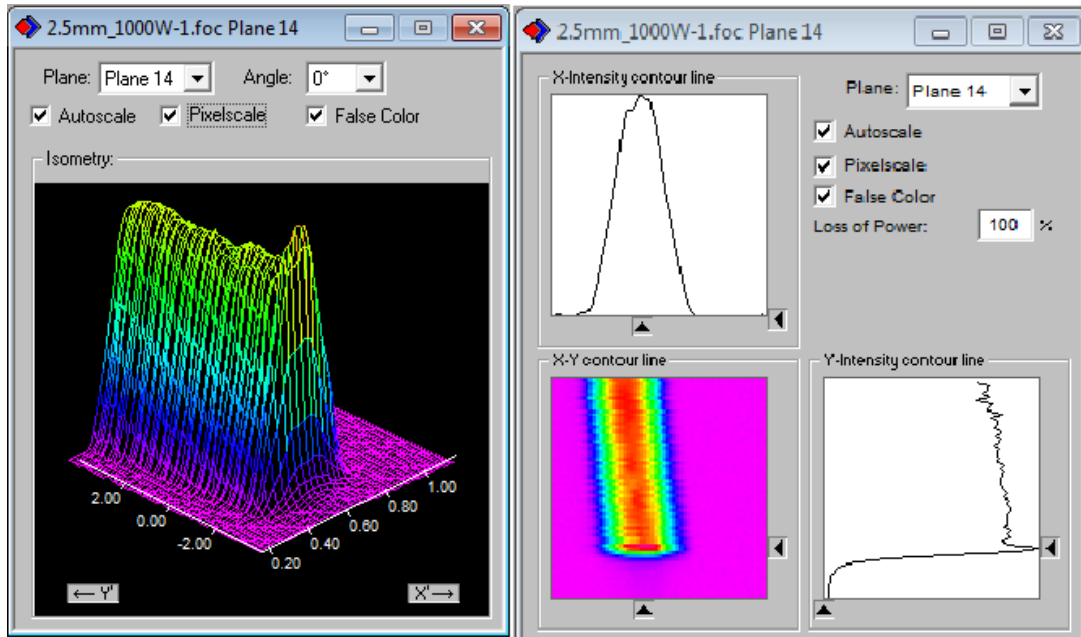 2.5mm_1000W-1.foc Plane 14
Plane: Plane 14 Angle: 0°
Autoscale Pixelscale False Color
Isometry:
2.00
0.00
-2.00
0.20
0.40
0.60
0.80
1.00
← Y'
X' →
2.5mm_1000W-1.foc Plane 14
X-Intensity contour line
Plane: Plane 14
Autoscale
Pixelscale
False Color
Loss of Power: 100 %
X-Y contour line
Y-Intensity contour line